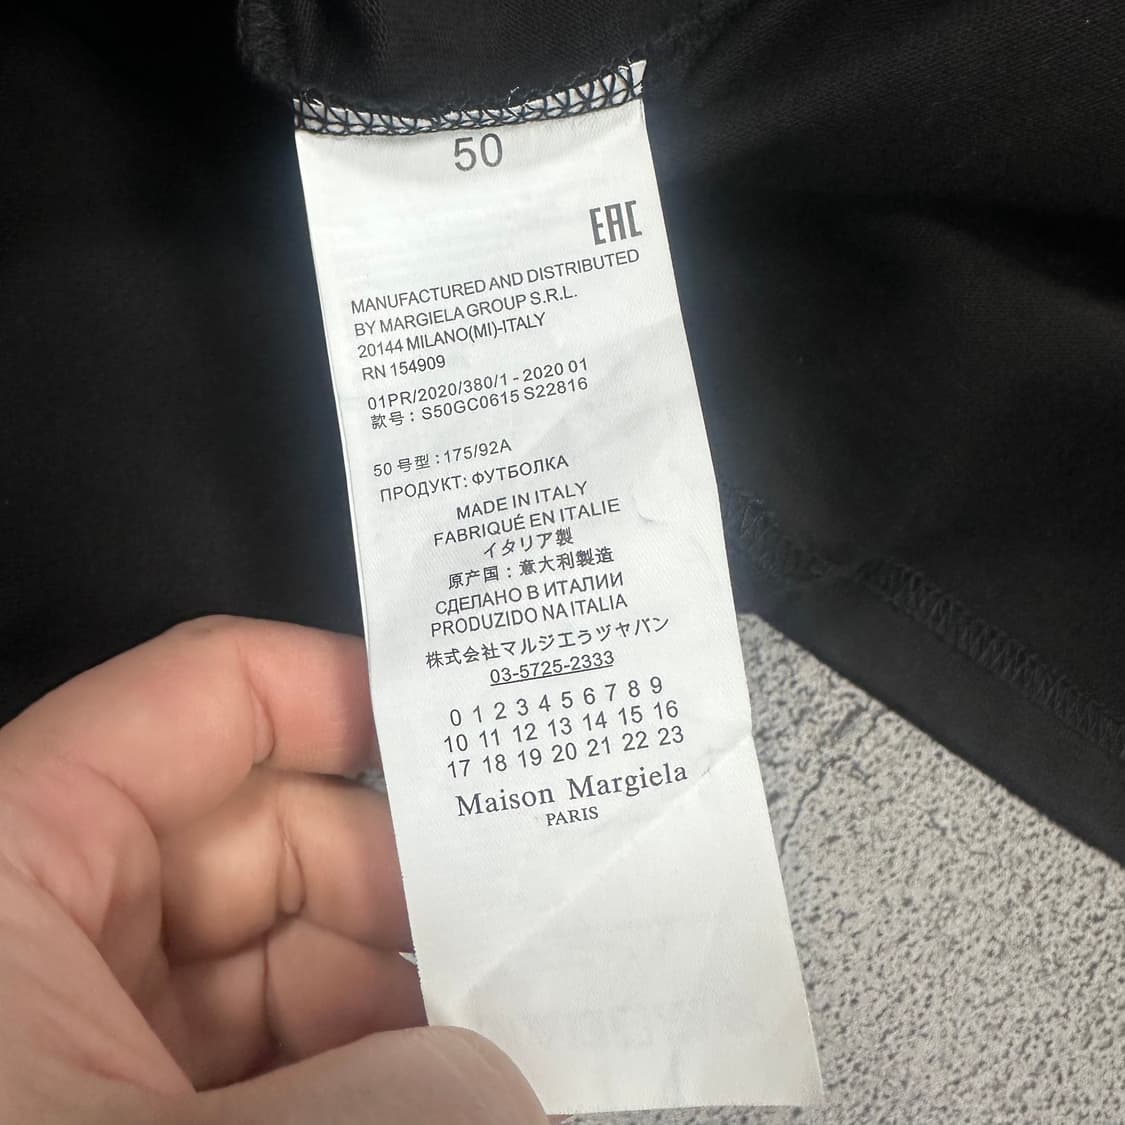 50
EAC
MANUFACTURED AND DISTRIBUTED
BY MARGIELA GROUP S.R.L.
20144 MILANO(MI)-ITALY
RN 154909
01PR/2020/380/1 - 2020 01
款号：S50GC0615 S22816
50 号型：175/92A
ПРОДУКТ: ФУТБОЛКА
MADE IN ITALY
FABRIQUÉ EN ITALIE
イタリア製
原产国：意大利製造
СДЕЛАНО В ИТАЛИИ
PRODUZIDO NA ITALIA
株式会社マルジエらヅヤパン
03-5725-2333
0 1 2 3 4 5 6 7 8 9
10 11 12 13 14 15 16
17 18 19 20 21 22 23
Maison Margiela
PARIS